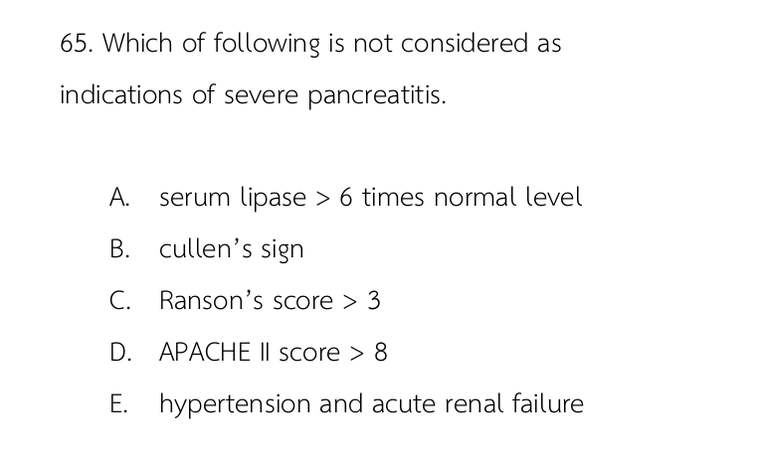 65. Which of following is not considered as
indications of severe pancreatitis.
A. serum lipase > 6 times normal level
B. cullen's sign
C. Ranson's score > 3
D. APACHE II score > 8
E. hypertension and acute renal failure